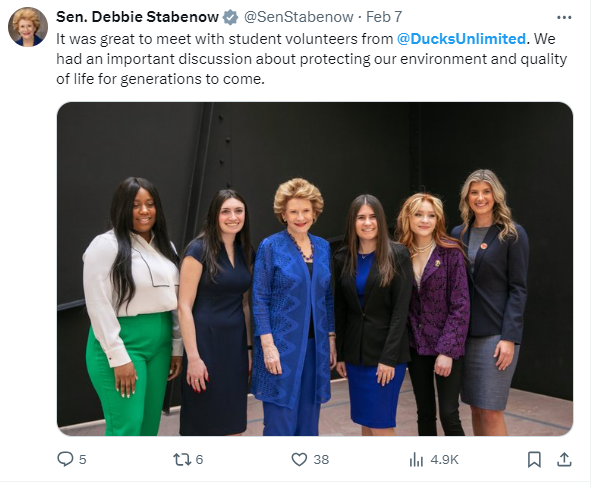 Sen. Debbie Stabenow @SenStabenow · Feb 7
It was great to meet with student volunteers from @DucksUnlimited. We
had an important discussion about protecting our environment and quality
of life for generations to come.
5 6 38 4.9K